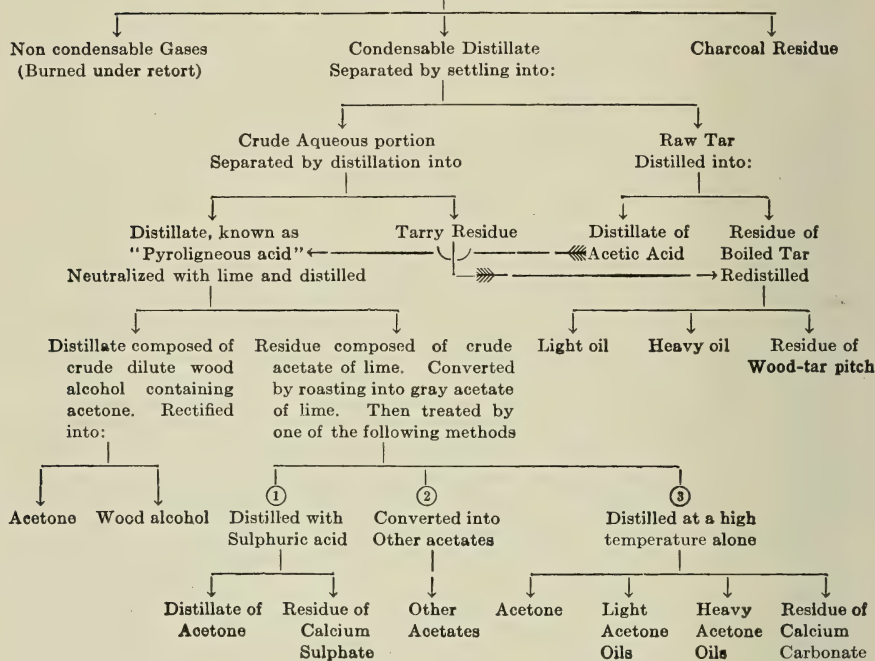 Non condensable Gases
(Burned under retort)
Condensable Distillate
Separated by settling into:
Charcoal Residue
Crude Aqueous portion
Separated by distillation into
Raw Tar
Distilled into:
Distillate, known as
"Pyroligneous acid"
Neutralized with lime and distilled
Tarry Residue
Distillate of
Acetic Acid
Residue of
Boiled Tar
Redistilled
Distillate composed of
crude dilute wood
alcohol containing
acetone. Rectified
into:
Residue composed of crude
acetate of lime. Converted
by roasting into gray acetate
of lime. Then treated by
one of the following methods
Light oil
Heavy oil
Residue of
Wood-tar pitch
Acetone
Wood alcohol
①
Distilled with
Sulphuric acid
②
Converted into
Other acetates
③
Distilled at a high
temperature alone
Distillate of
Acetone
Residue of
Calcium
Sulphate
Other
Acetates
Acetone
Light
Acetone
Oils
Heavy
Acetone
Oils
Residue of
Calcium
Carbonate